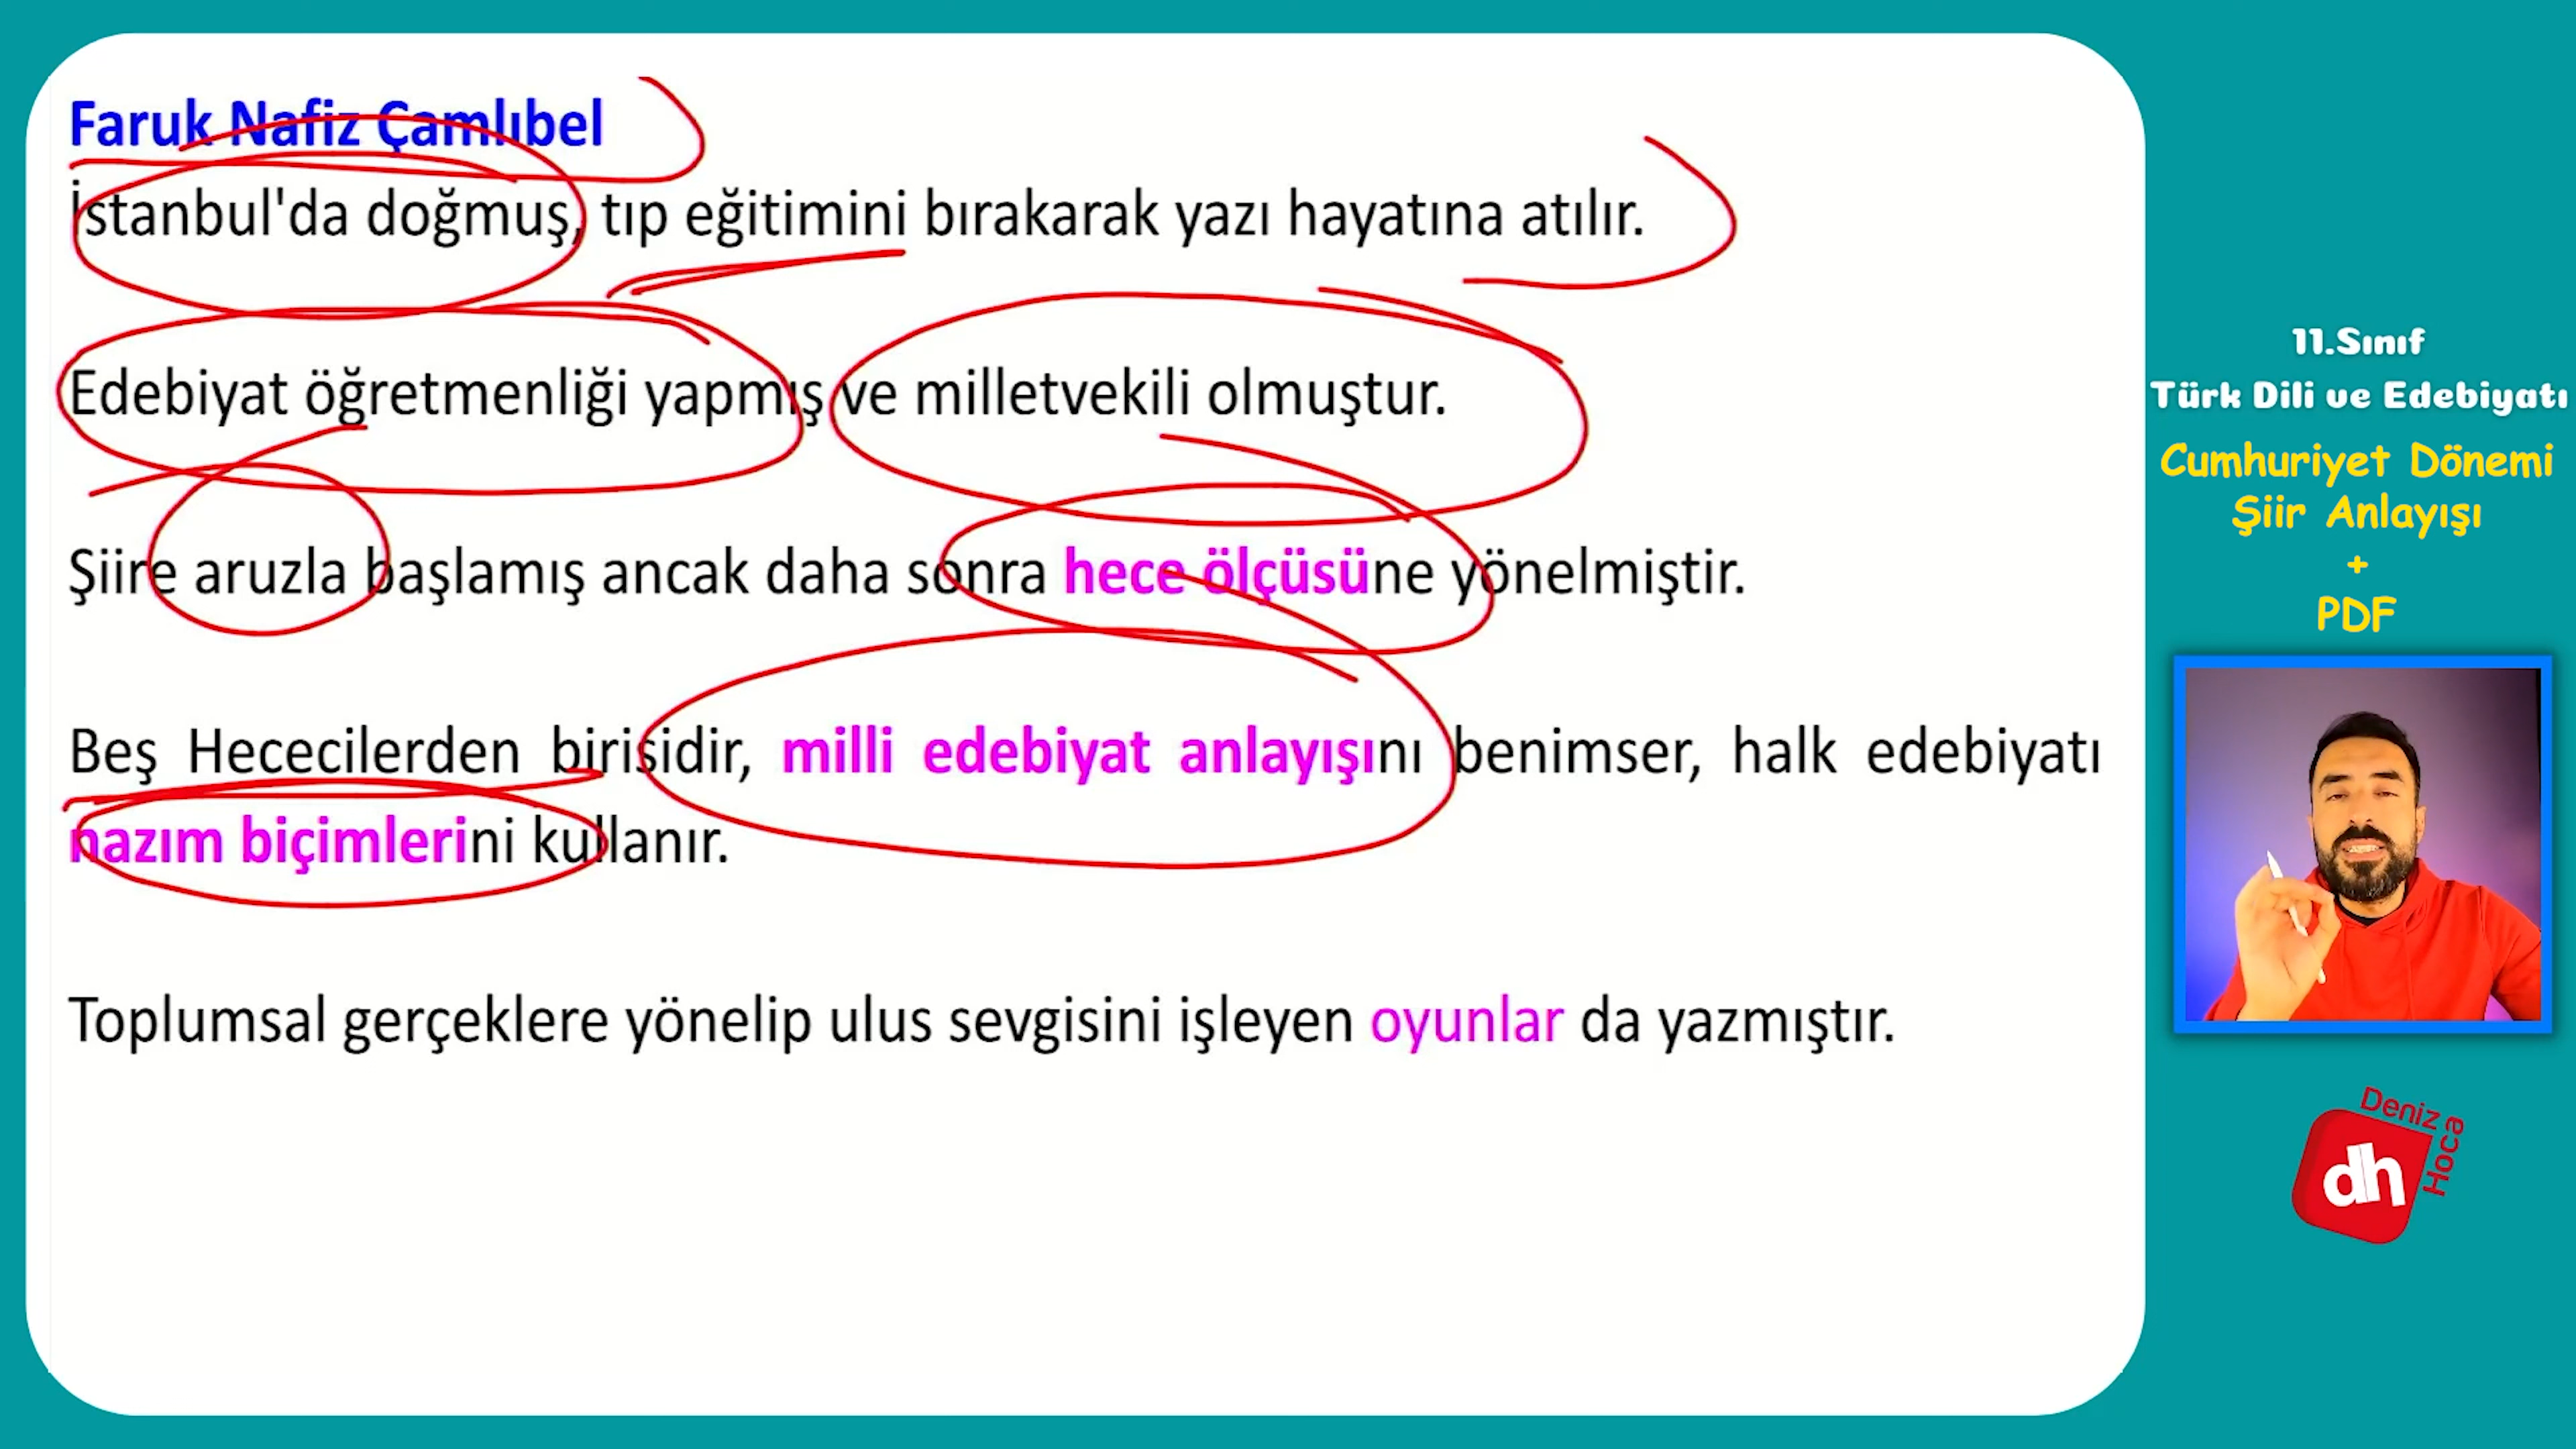 Faruk Nafiz Çamlıbel
İstanbul'da doğmuş, tıp eğitimini bırakarak yazı hayatına atılır.
Edebiyat öğretmenliği yapmış ve milletvekili olmuştur.
Şiire aruzla başlamış ancak daha sonra hece ölçüsüne yönelmiştir.
Beş Hececilerden birisidir, milli edebiyat anlayışını benimser, halk edebiyatı
nazım biçimlerini kullanır.
Toplumsal gerçeklere yönelip ulus sevgisini işleyen oyunlar da yazmıştır.
11.Sınıf
Türk Dili ve Edebiyatı
Cumhuriyet Dönemi
Şiir Anlayışı
+
PDF
Deniz Hoca
dh